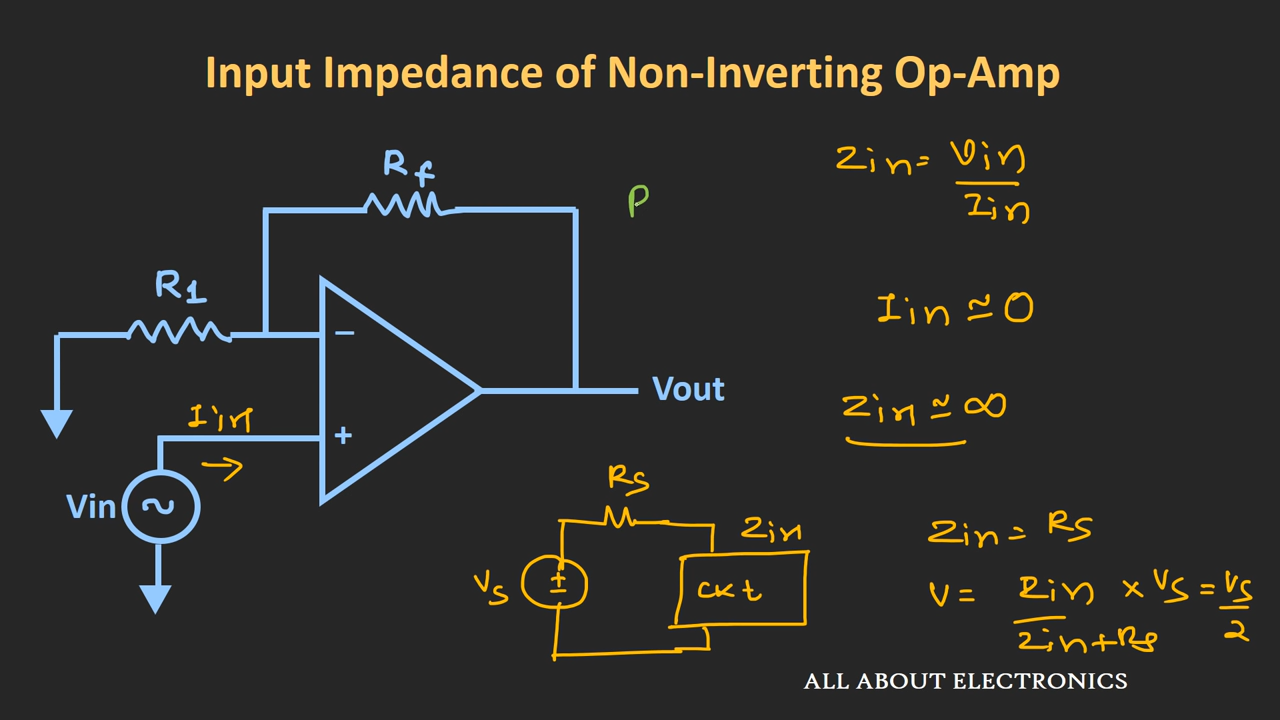 Input Impedance of Non-Inverting Op-Amp
Rf
P
R1
−
Vout
Iin
→
+
Vin
~
Zin = Vin
Iin
Iin ≃ 0
Zin ≃ ∞
Rs
Zin
Vs
±
ckt
Zin = Rs
V = Zin × Vs = Vs
Zin+Rs 2
ALL ABOUT ELECTRONICS